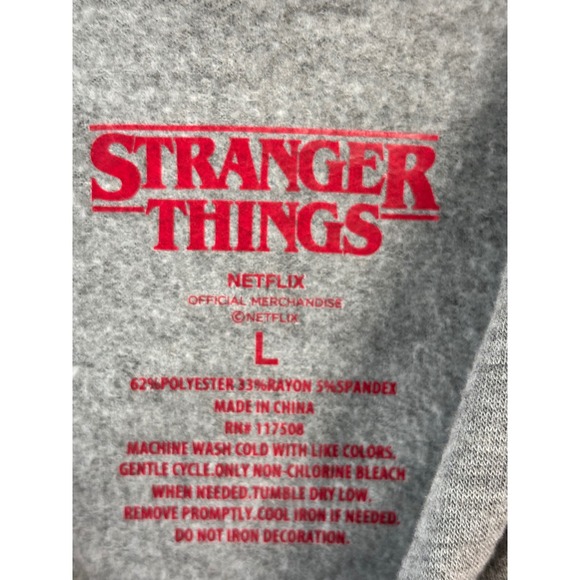 STRANGER
THINGS
NETFLIX
OFFICIAL MERCHANDISE
©NETFLIX
L
62%POLYESTER 33%RAYON 5%SPANDEX
MADE IN CHINA
RN# 117508
MACHINE WASH COLD WITH LIKE COLORS,
GENTLE CYCLE.ONLY NON-CHLORINE BLEACH
WHEN NEEDED.TUMBLE DRY LOW,
REMOVE PROMPTLY.COOL IRON IF NEEDED.
DO NOT IRON DECORATION.